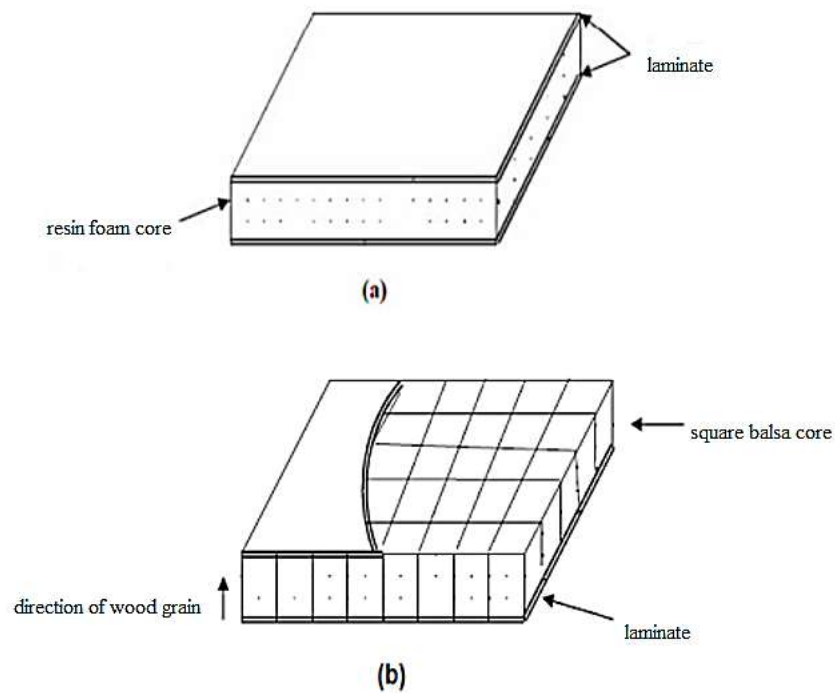 laminate
resin foam core
(a)
square balsa core
direction of wood grain
laminate
(b)